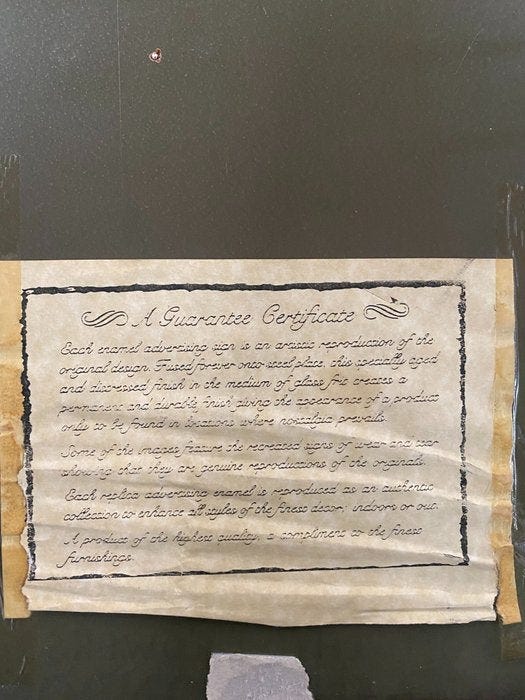 A Guarantee Certificate
Each enamel advertising sign is an artistic reproduction of the
original design. Fused forever onto steel plate, this specially aged
and distressed finish in the medium of glass frit creates a
permanent and durable finish giving the appearance of a product
only to be found in locations where nostalgia prevails.
Some of the images feature the recreated signs of wear and tear
showing that they are genuine reproductions of the originals.
Each replica advertising enamel is reproduced as an authentic
collection to enhance all styles of the finest decor; indoors or out.
A product of the highest quality, a compliment to the finest
furnishings.